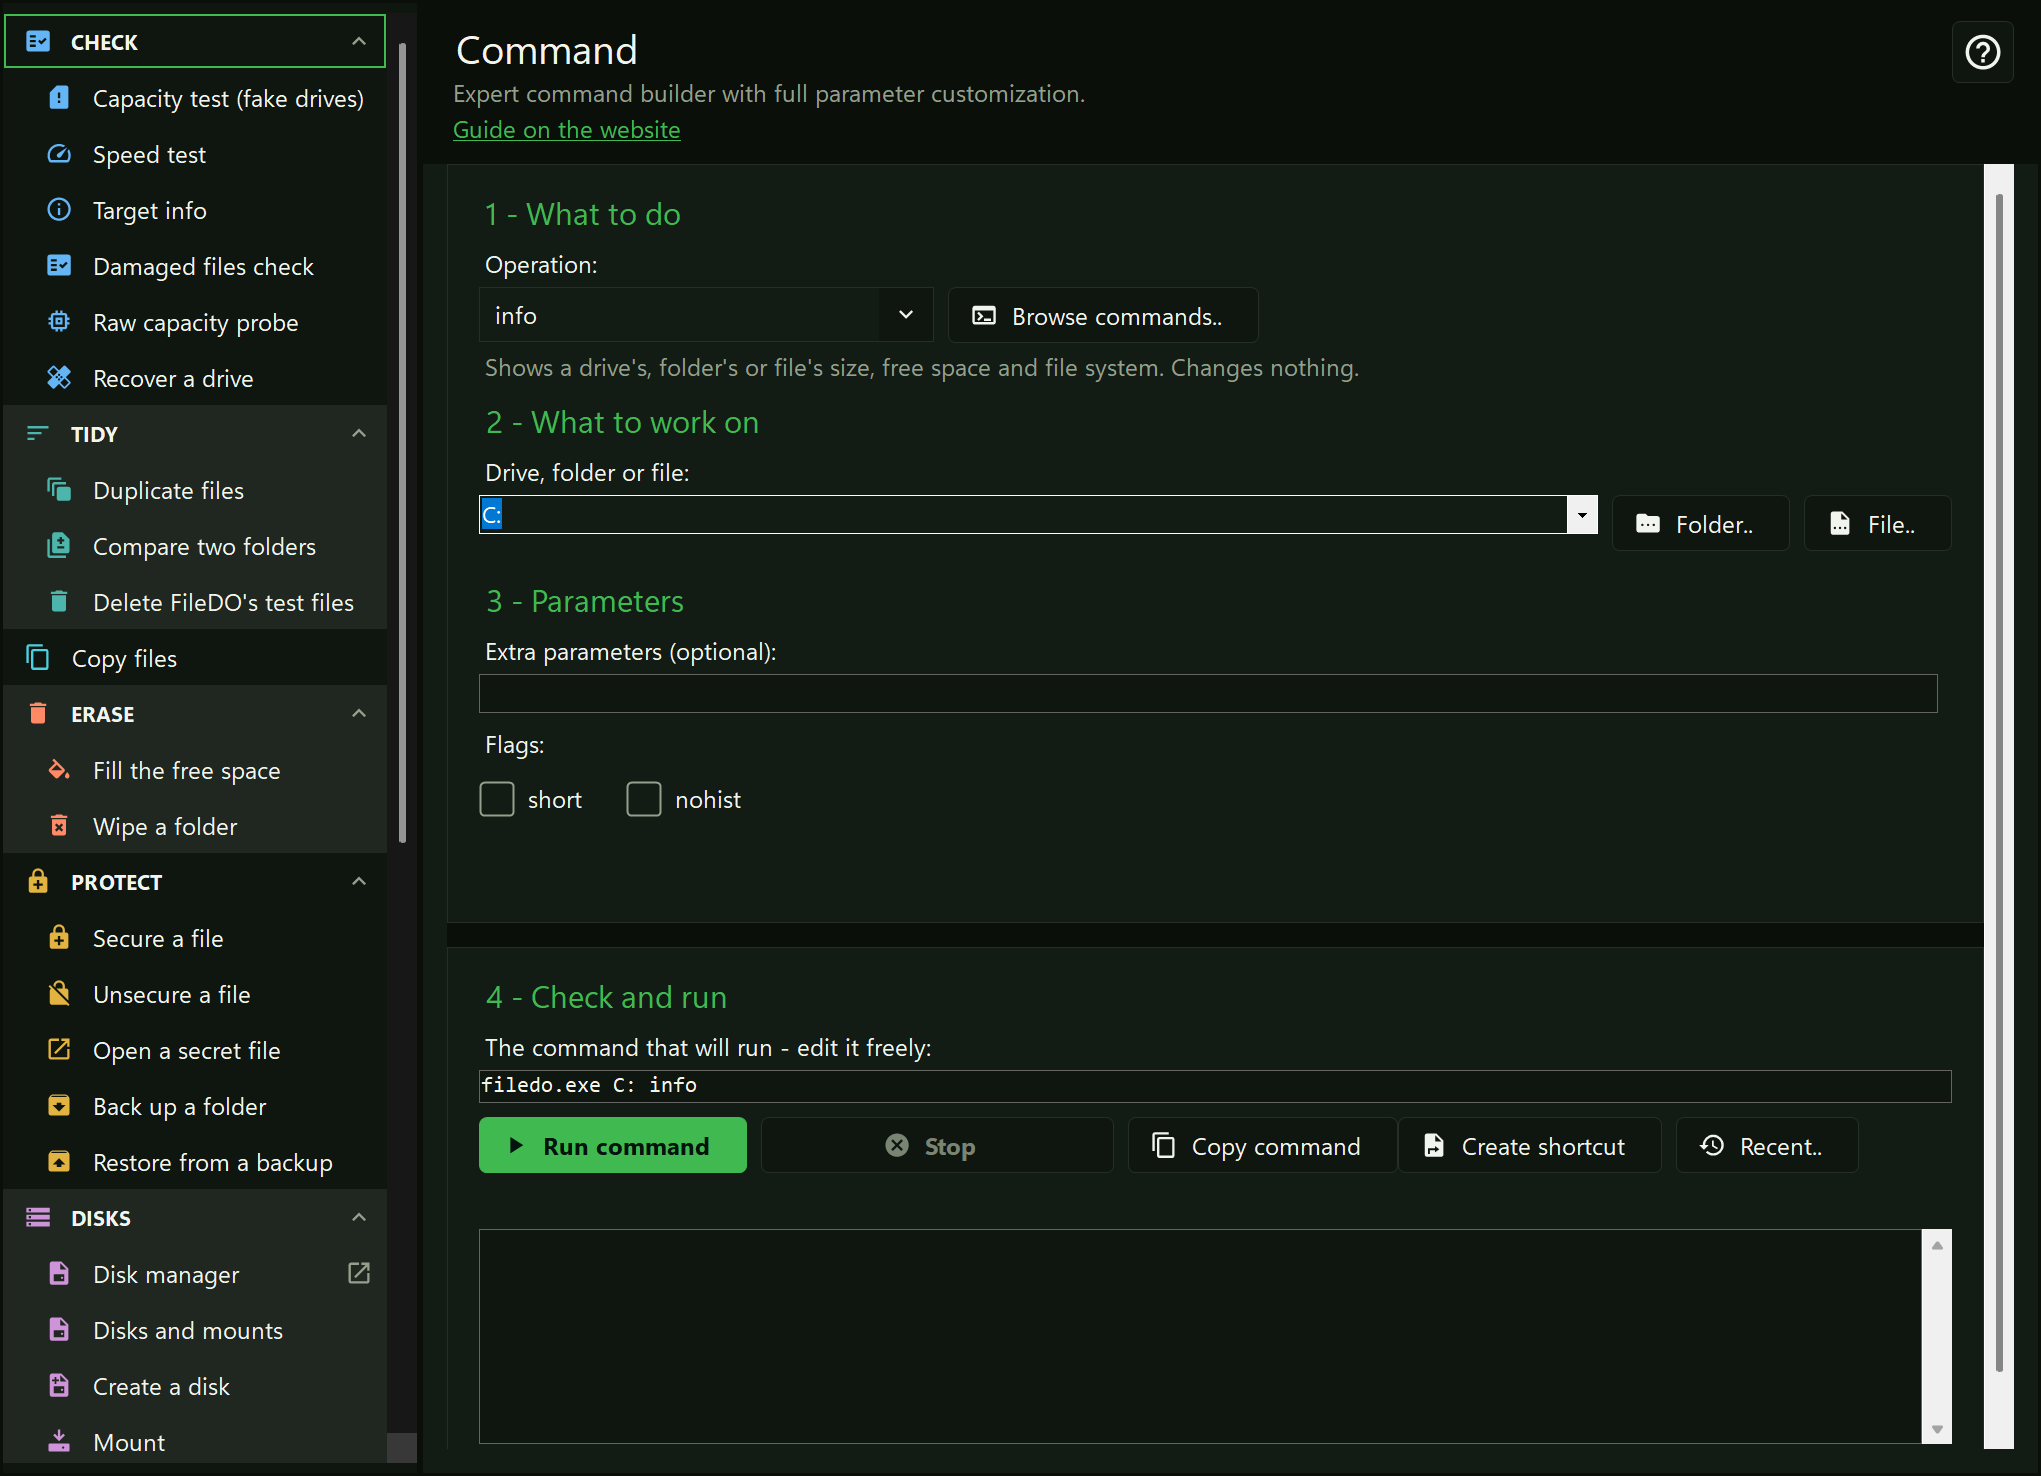 CHECK
Capacity test (fake drives)
Speed test
Target info
Damaged files check
Raw capacity probe
Recover a drive
TIDY
Duplicate files
Compare two folders
Delete FileDO's test files
Copy files
ERASE
Fill the free space
Wipe a folder
PROTECT
Secure a file
Unsecure a file
Open a secret file
Back up a folder
Restore from a backup
DISKS
Disk manager
Disks and mounts
Create a disk
Mount
Command
Expert command builder with full parameter customization.
Guide on the website
1 - What to do
Operation:
info
Browse commands..
Shows a drive's, folder's or file's size, free space and file system. Changes nothing.
2 - What to work on
Drive, folder or file:
C:
Folder..
File..
3 - Parameters
Extra parameters (optional):
Flags:
short
nohist
4 - Check and run
The command that will run - edit it freely:
filedo.exe C: info
Run command
Stop
Copy command
Create shortcut
Recent..